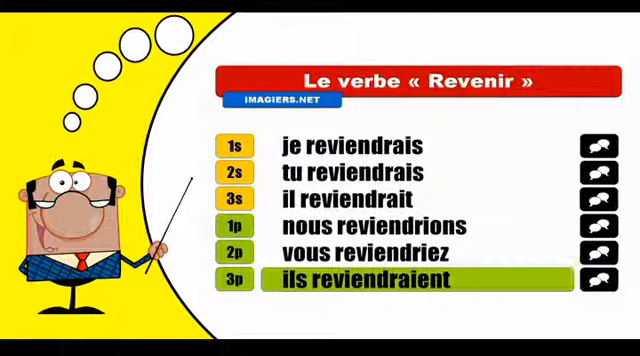 Le verbe « Revenir »
IMAGIERS.NET
1s je reviendrais
2s tu reviendrais
3s il reviendrait
1p nous reviendrions
2p vous reviendriez
3p ils reviendraient